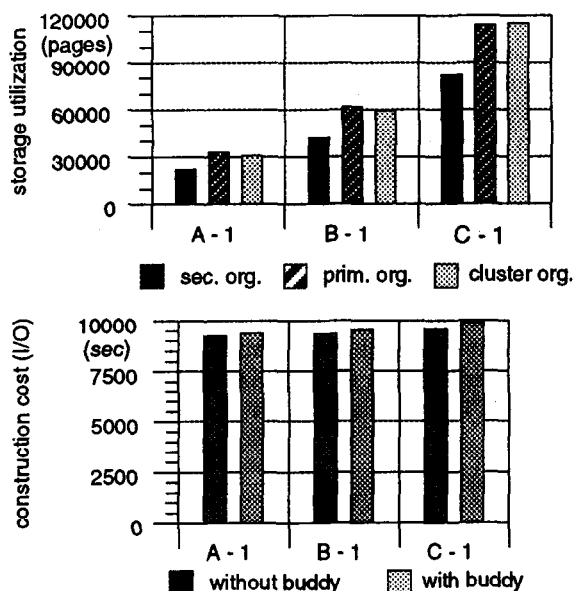 storage utilization
120000
(pages)
90000
60000
30000
0
A - 1 B - 1 C - 1
sec. org. prim. org. cluster org.
construction cost (I/O)
10000
(sec)
7500
5000
2500
0
A - 1 B - 1 C - 1
without buddy with buddy